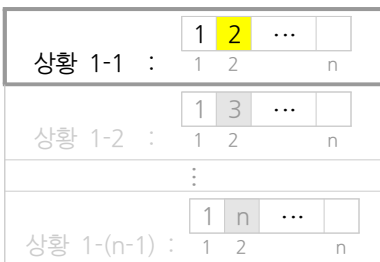 1 2 ⋯
상황 1-1 : 1 2 n
1 3 ⋯
상황 1-2 : 1 2 n
⋮
1 n ⋯
상황 1-(n-1) : 1 2 n